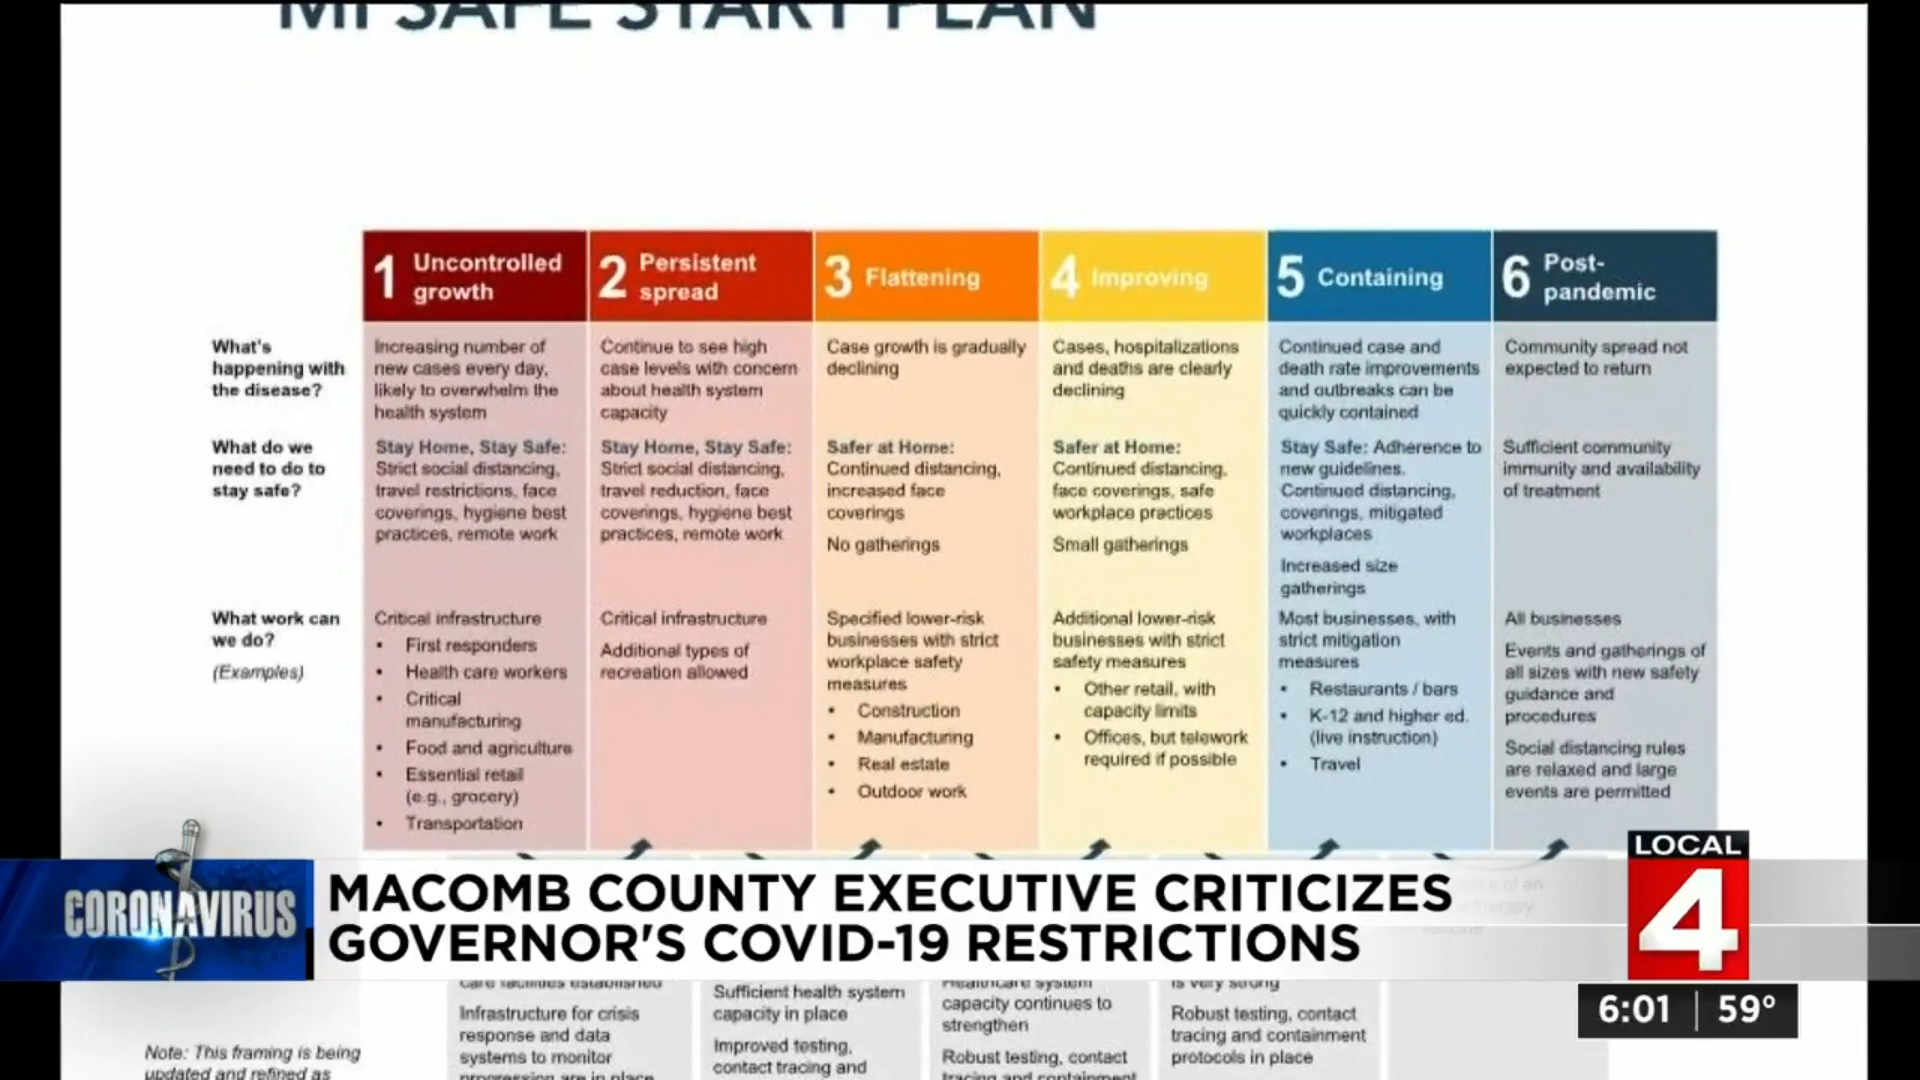 MI SAFE START PLAN
1 Uncontrolled growth
2 Persistent spread
3 Flattening
4 Improving
5 Containing
6 Post-pandemic
What's
happening with
the disease?
Increasing number of
new cases every day,
likely to overwhelm the
health system
Continue to see high
case levels with concern
about health system
capacity
Case growth is gradually
declining
Cases, hospitalizations
and deaths are clearly
declining
Continued case and
death rate improvements
and outbreaks can be
quickly contained
Community spread not
expected to return
What do we
need to do to
stay safe?
Stay Home, Stay Safe:
Strict social distancing,
travel restrictions, face
coverings, hygiene best
practices, remote work
Stay Home, Stay Safe:
Strict social distancing,
travel reduction, face
coverings, hygiene best
practices, remote work
Safer at Home:
Continued distancing,
increased face
coverings
No gatherings
Safer at Home:
Continued distancing,
face coverings, safe
workplace practices
Small gatherings
Stay Safe: Adherence to
new guidelines.
Continued distancing,
coverings, mitigated
workplaces
Increased size
gatherings
Sufficient community
immunity and availability
of treatment
What work can
we do?
(Examples)
Critical infrastructure
• First responders
• Health care workers
• Critical
manufacturing
• Food and agriculture
• Essential retail
(e.g., grocery)
• Transportation
Critical infrastructure
Additional types of
recreation allowed
Specified lower-risk
businesses with strict
workplace safety
measures
• Construction
• Manufacturing
• Real estate
• Outdoor work
Additional lower-risk
businesses with strict
safety measures
• Other retail, with
capacity limits
• Offices, but telework
required if possible
Most businesses, with
strict mitigation
measures
• Restaurants / bars
• K-12 and higher ed.
(live instruction)
• Travel
All businesses
Events and gatherings of
all sizes with new safety
guidance and
procedures
Social distancing rules
are relaxed and large
events are permitted
CORONAVIRUS
MACOMB COUNTY EXECUTIVE CRITICIZES
GOVERNOR'S COVID-19 RESTRICTIONS
LOCAL
4
6:01 | 59°
care facilities established
Infrastructure for crisis
response and data
systems to monitor
progression are in place
Sufficient health system
capacity in place
Improved testing,
contact tracing and
Healthcare system
capacity continues to
strengthen
Robust testing, contact
tracing and containment
is very strong
Robust testing, contact
tracing and containment
protocols in place
Note: This framing is being
updated and refined as